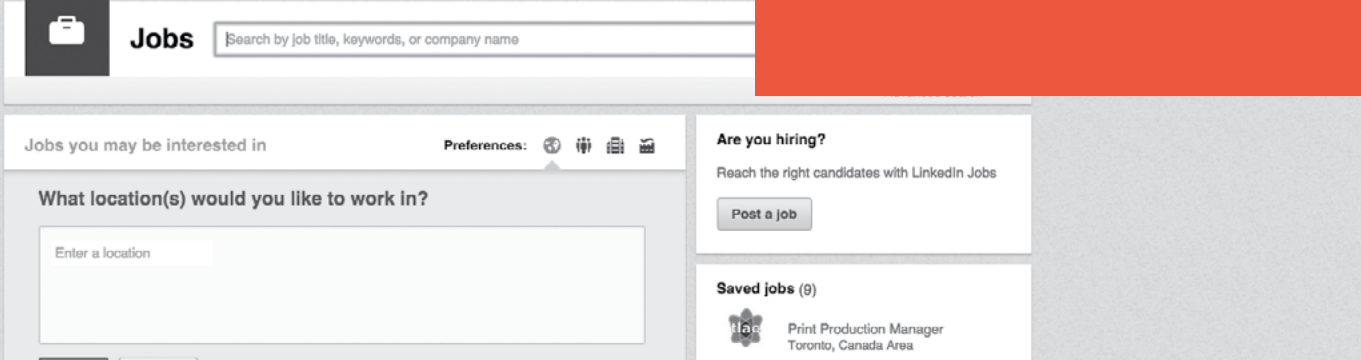 Jobs
Search by job title, keywords, or company name
Jobs you may be interested in
Preferences:
What location(s) would you like to work in?
Enter a location
Are you hiring?
Reach the right candidates with LinkedIn Jobs
Post a job
Saved jobs (9)
tlac
Print Production Manager
Toronto, Canada Area